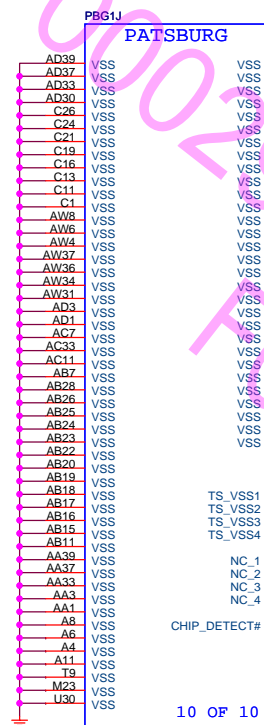 PBG1J
PATSBURG
AD39 VSS VSS
AD37 VSS VSS
AD33 VSS VSS
AD30 VSS VSS
C26 VSS VSS
C24 VSS VSS
C21 VSS VSS
C19 VSS VSS
C16 VSS VSS
C13 VSS VSS
C11 VSS VSS
C1 VSS VSS
AW8 VSS VSS
AW6 VSS VSS
AW4 VSS VSS
AW37 VSS VSS
AW36 VSS VSS
AW34 VSS VSS
AW31 VSS VSS
AD3 VSS VSS
AD1 VSS VSS
AC7 VSS VSS
AC33 VSS VSS
AC11 VSS VSS
AB7 VSS VSS
AB28 VSS VSS
AB26 VSS VSS
AB25 VSS VSS
AB24 VSS VSS
AB23 VSS VSS
AB22 VSS
AB20 VSS
AB19 VSS
AB18 VSS TS_VSS1
AB17 VSS TS_VSS2
AB16 VSS TS_VSS3
AB15 VSS TS_VSS4
AB11 VSS
AA39 VSS NC_1
AA37 VSS NC_2
AA33 VSS NC_3
AA3 VSS NC_4
AA1 VSS
A8 VSS CHIP_DETECT#
A6 VSS
A4 VSS
A11 VSS
T9 VSS
M23 VSS
U30 VSS
10 OF 10